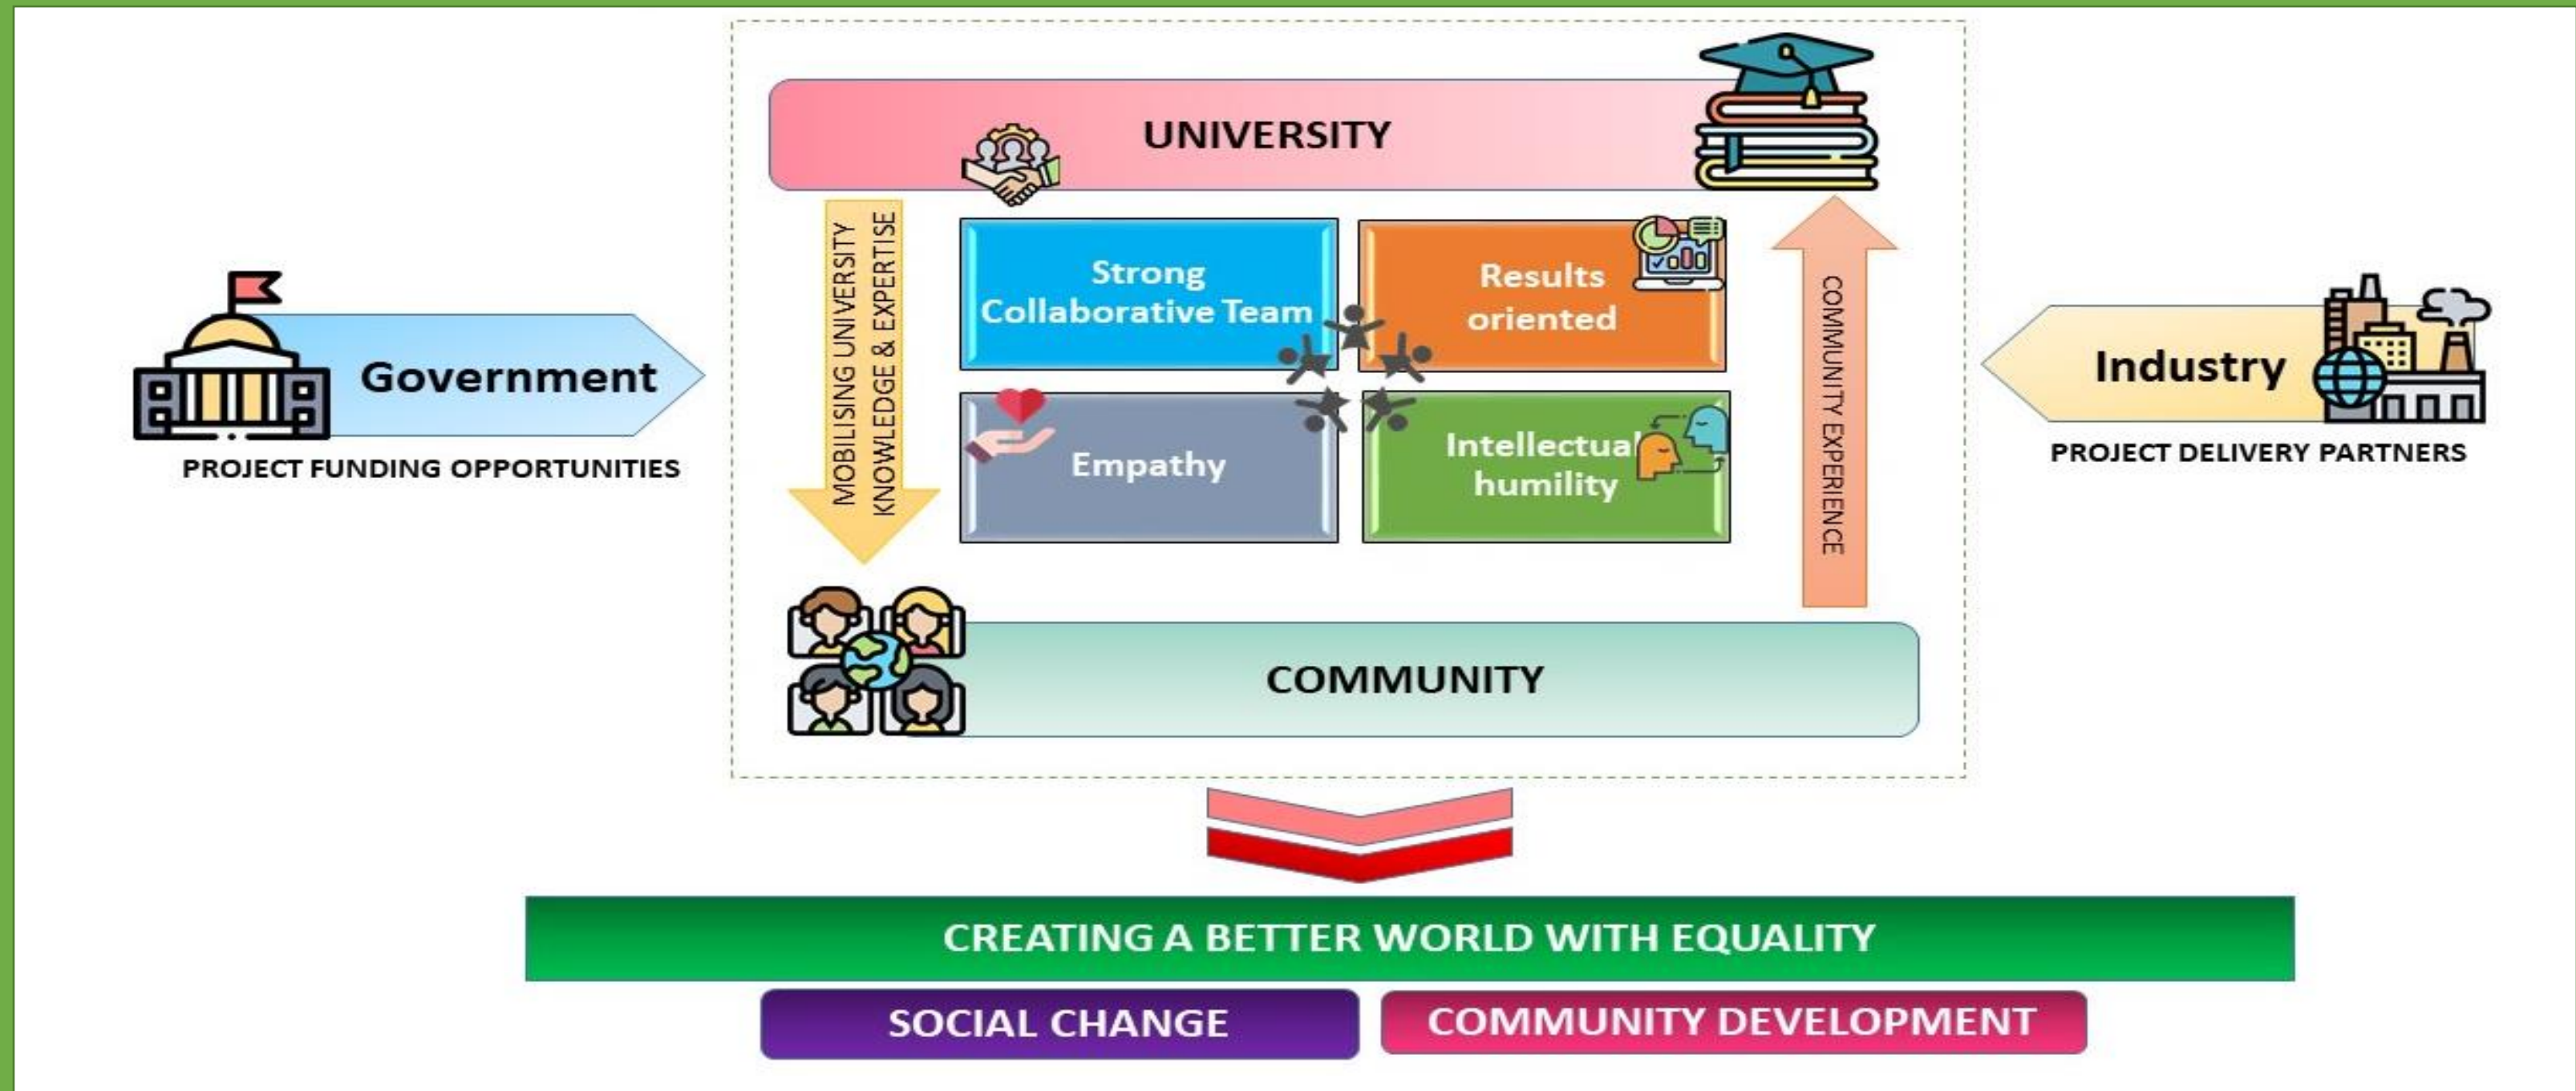 UNIVERSITY
MOBILISING UNIVERSITY
KNOWLEDGE & EXPERTISE
Strong
Collaborative Team
Results
oriented
Empathy
Intellectual
humility
COMMUNITY EXPERIENCE
Government
PROJECT FUNDING OPPORTUNITIES
Industry
PROJECT DELIVERY PARTNERS
COMMUNITY
CREATING A BETTER WORLD WITH EQUALITY
SOCIAL CHANGE
COMMUNITY DEVELOPMENT